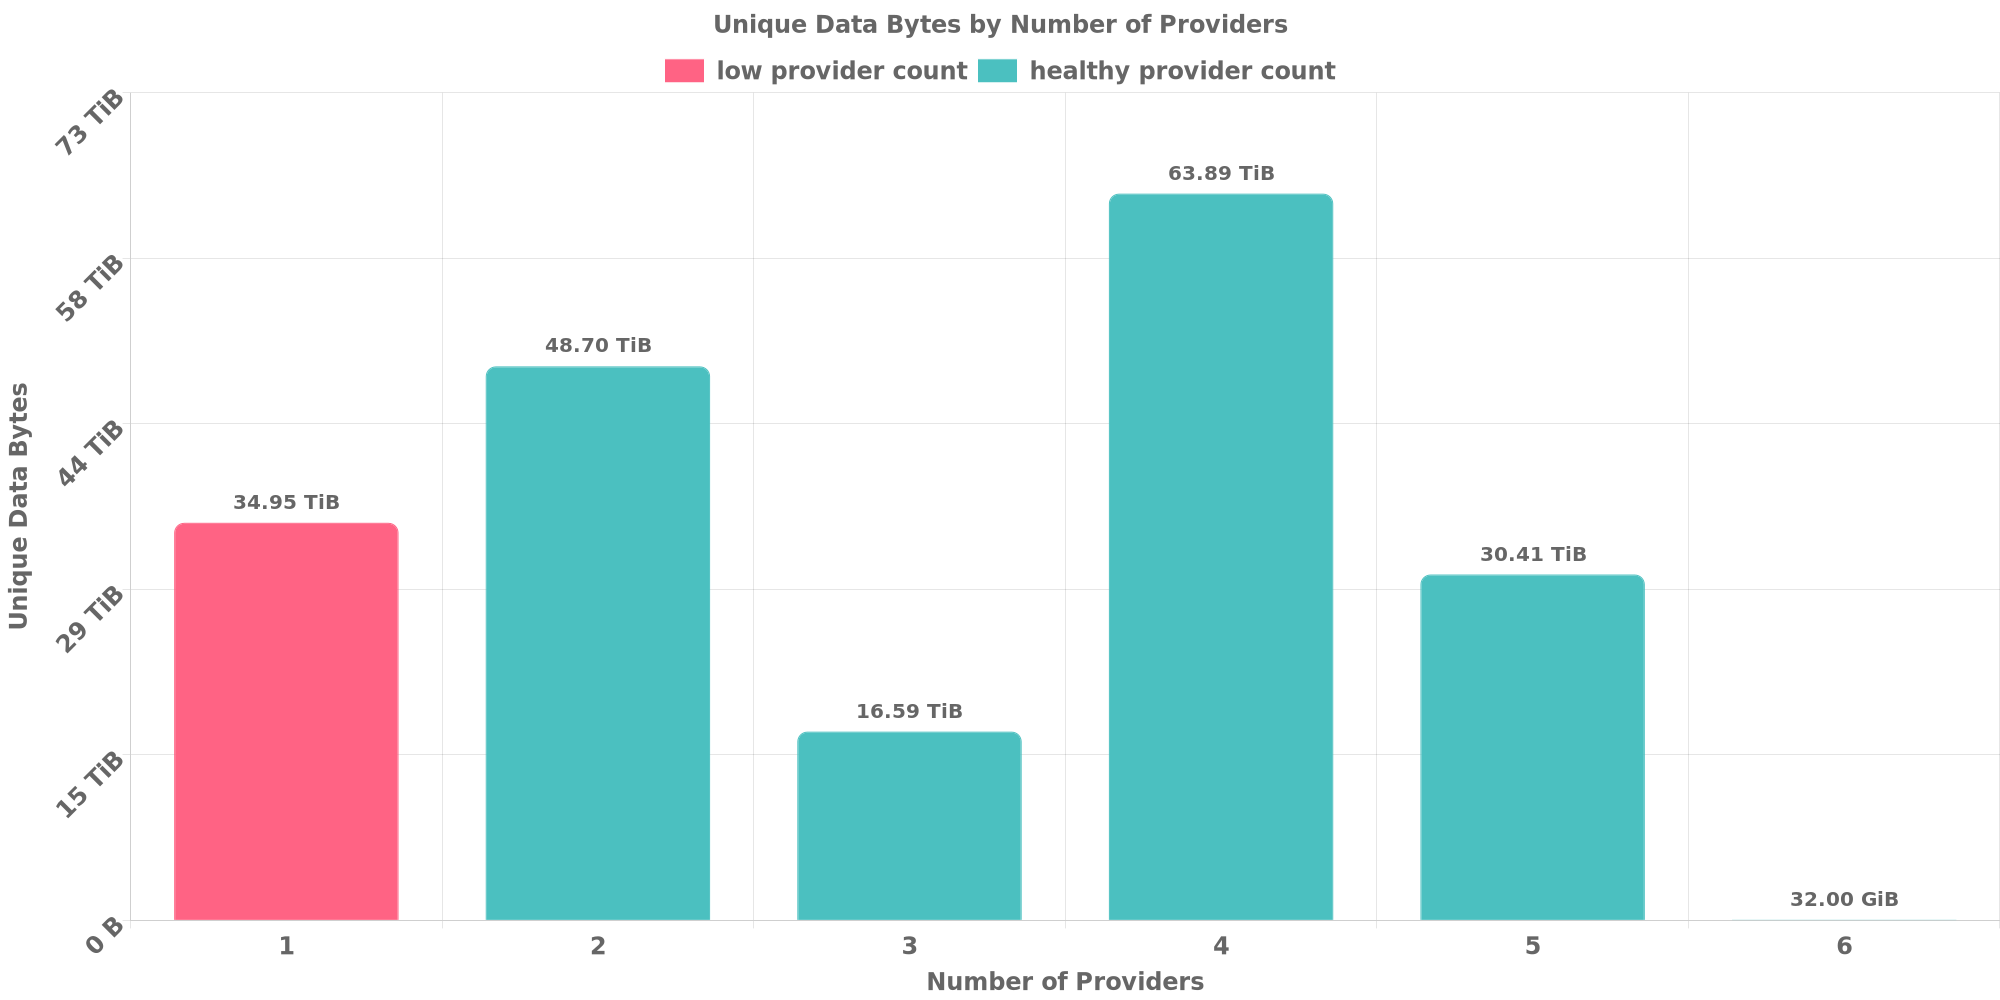 Unique Data Bytes by Number of Providers
low provider count
healthy provider count
Unique Data Bytes
73 TiB
58 TiB
44 TiB
29 TiB
15 TiB
0 B
34.95 TiB
48.70 TiB
16.59 TiB
63.89 TiB
30.41 TiB
32.00 GiB
1
2
3
4
5
6
Number of Providers